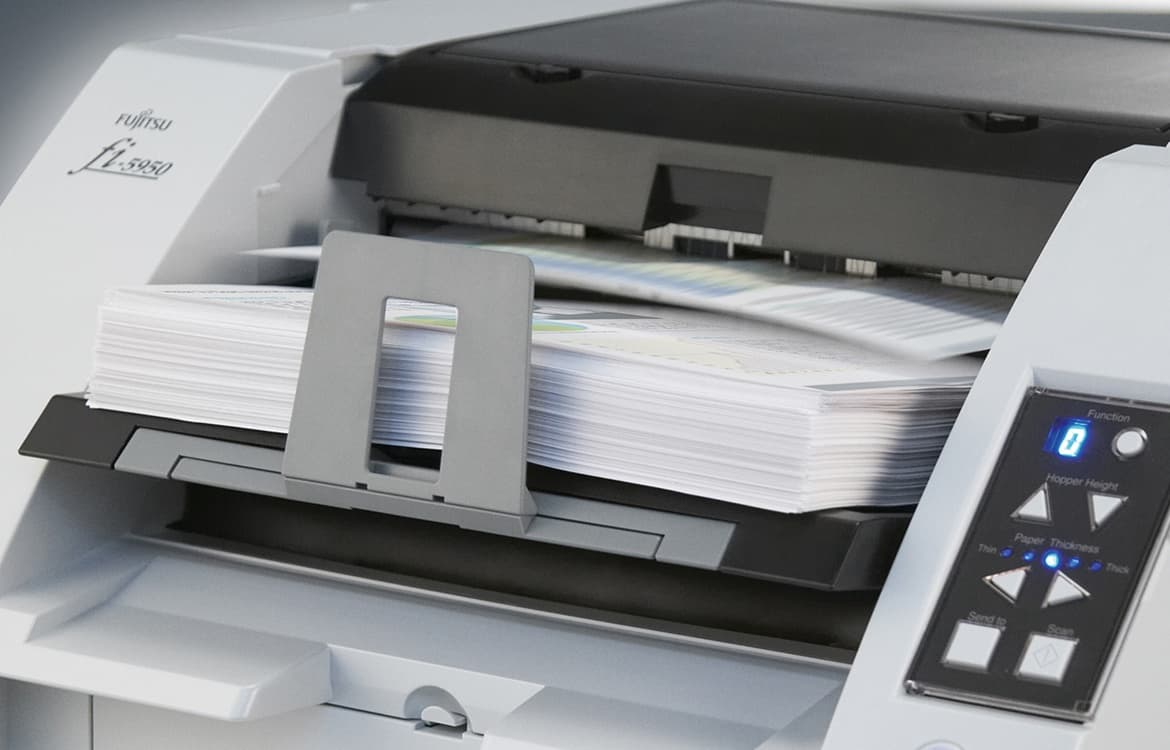 FUJITSU
fi-5950
Function
0
Hopper Height
Paper Thickness
Thin
Thick
Send to
Scan